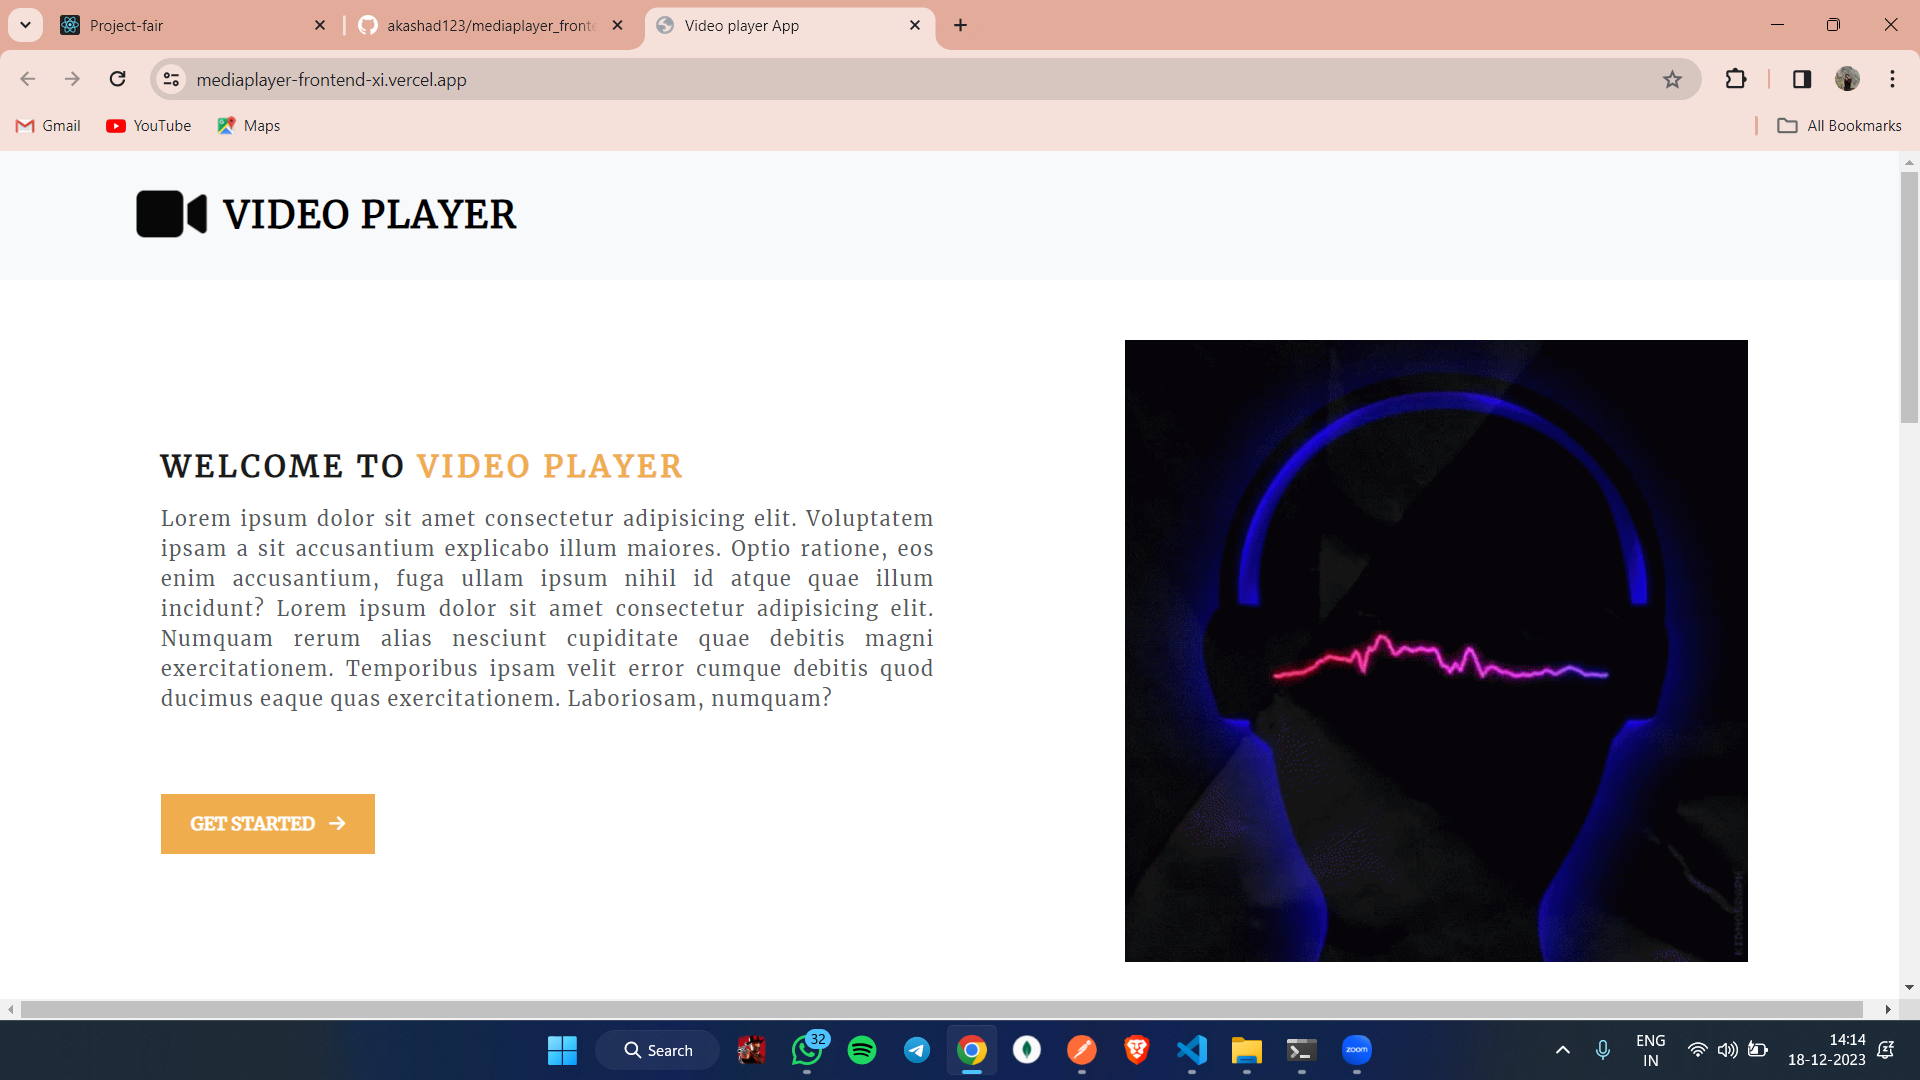 Project-fair
akashad123/mediaplayer_fronte
Video player App
mediaplayer-frontend-xi.vercel.app
Gmail
YouTube
Maps
All Bookmarks
VIDEO PLAYER
WELCOME TO VIDEO PLAYER
Lorem ipsum dolor sit amet consectetur adipisicing elit. Voluptatem
ipsam a sit accusantium explicabo illum maiores. Optio ratione, eos
enim accusantium, fuga ullam ipsum nihil id atque quae illum
incidunt? Lorem ipsum dolor sit amet consectetur adipisicing elit.
Numquam rerum alias nesciunt cupiditate quae debitis magni
exercitationem. Temporibus ipsam velit error cumque debitis quod
ducimus eaque quas exercitationem. Laboriosam, numquam?
GET STARTED
Search
32
zoom
ENG
IN
14:14
18-12-2023